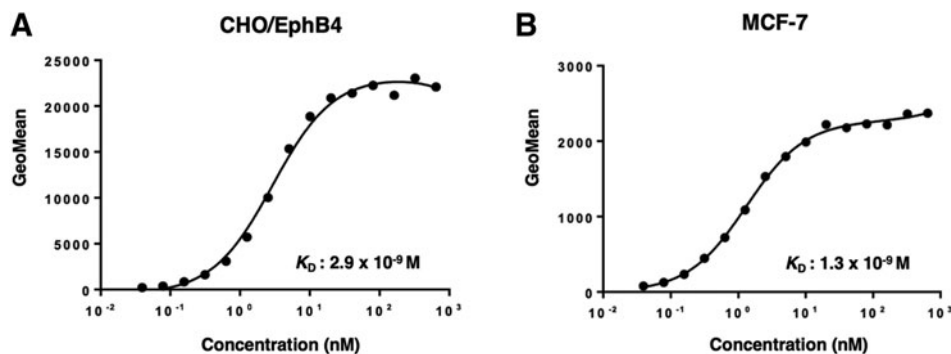 A
CHO/EphB4
GeoMean
25000
20000
15000
10000
5000
0
10⁻² 10⁻¹ 10⁰ 10¹ 10² 10³
Concentration (nM)
K_D : 2.9 x 10⁻⁹ M
B
MCF-7
GeoMean
3000
2000
1000
0
10⁻² 10⁻¹ 10⁰ 10¹ 10² 10³
Concentration (nM)
K_D : 1.3 x 10⁻⁹ M